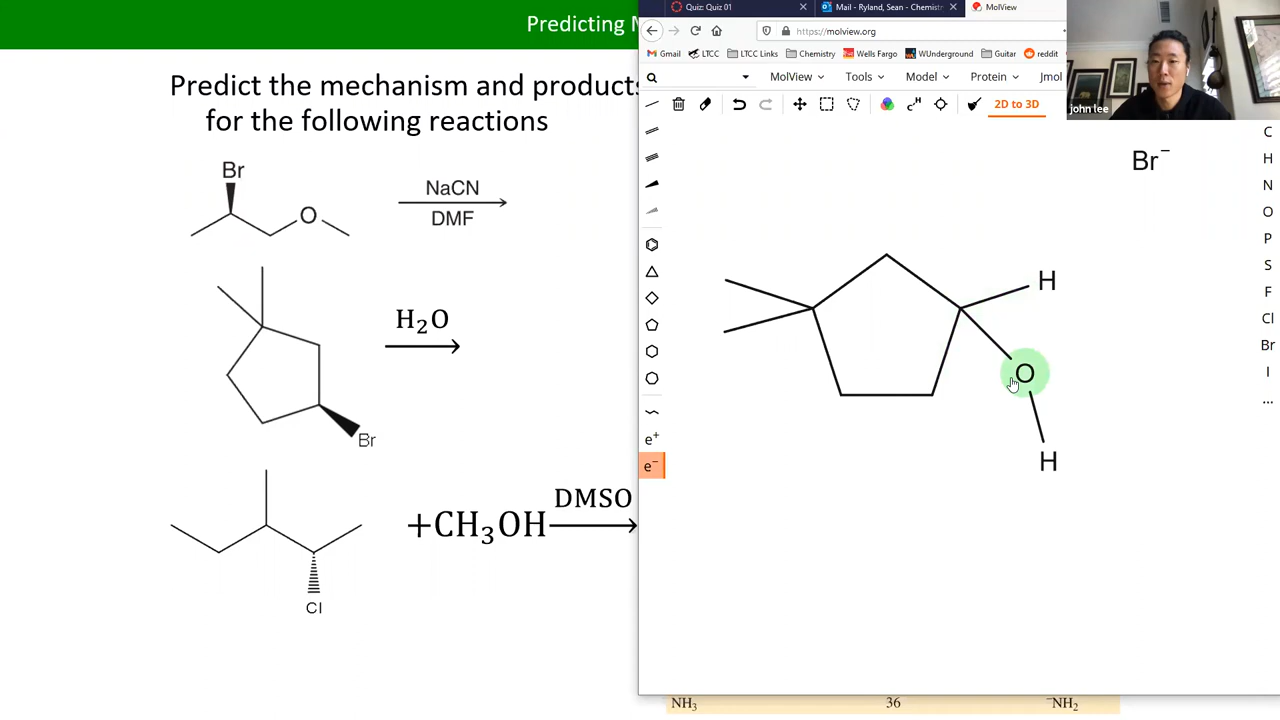 Predicting M
Predict the mechanism and products
for the following reactions
Br
O
NaCN
DMF
H₂O
Br
+CH₃OH
DMSO
Cl
Quiz: Quiz 01
Mail - Ryland, Sean - Chemistr
MolView
https://molview.org
Gmail
LTCC
LTCC Links
Chemistry
Wells Fargo
WUnderground
Guitar
reddit
MolView
Tools
Model
Protein
Jmol
C H
2D to 3D
e⁺
e⁻
H
O
H
Br⁻
john lee
C
H
N
O
P
S
F
Cl
Br
I
...
NH₃ 36 ⁻NH₂